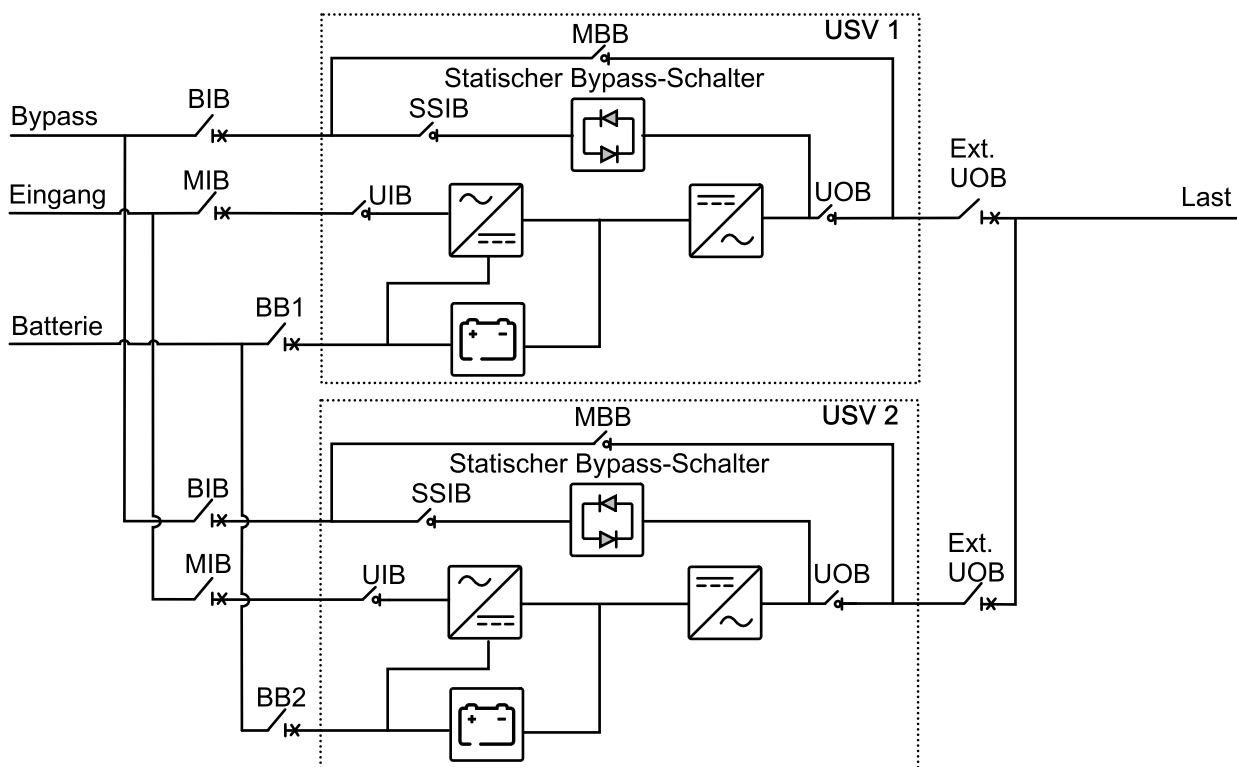 USV 1
MBB
Statischer Bypass-Schalter
BIB
Bypass
SSIB
Ext.
UOB
MIB
Eingang
UIB
UOB
Last
BB1
Batterie
+ -
USV 2
MBB
Statischer Bypass-Schalter
BIB
SSIB
Ext.
UOB
MIB
UIB
UOB
BB2
+ -